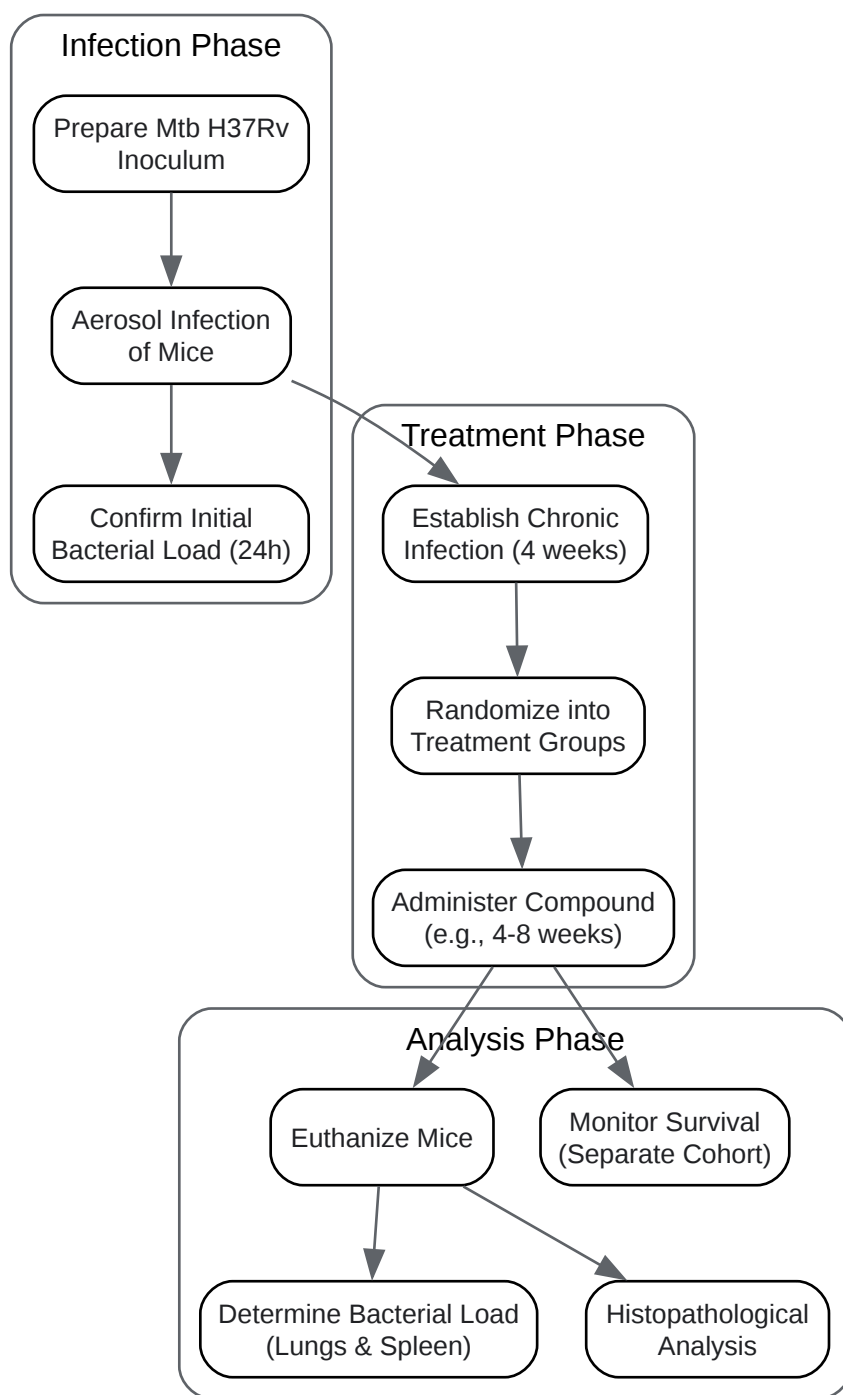 Infection Phase
Prepare Mtb H37Rv
Inoculum
Aerosol Infection
of Mice
Confirm Initial
Bacterial Load (24h)
Treatment Phase
Establish Chronic
Infection (4 weeks)
Randomize into
Treatment Groups
Administer Compound
(e.g., 4-8 weeks)
Analysis Phase
Euthanize Mice
Monitor Survival
(Separate Cohort)
Determine Bacterial Load
(Lungs & Spleen)
Histopathological
Analysis